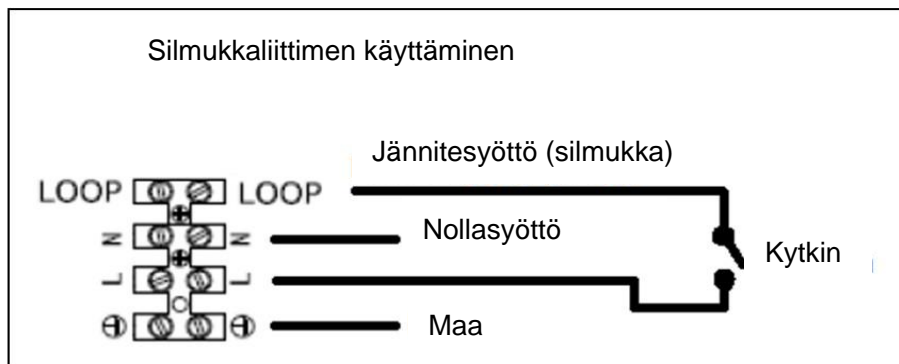 Silmukkaliittimen käyttäminen
Jännitesyöttö (silmukka)
LOOP LOOP
N N Nollasyöttö
Kytkin
L L
Maa